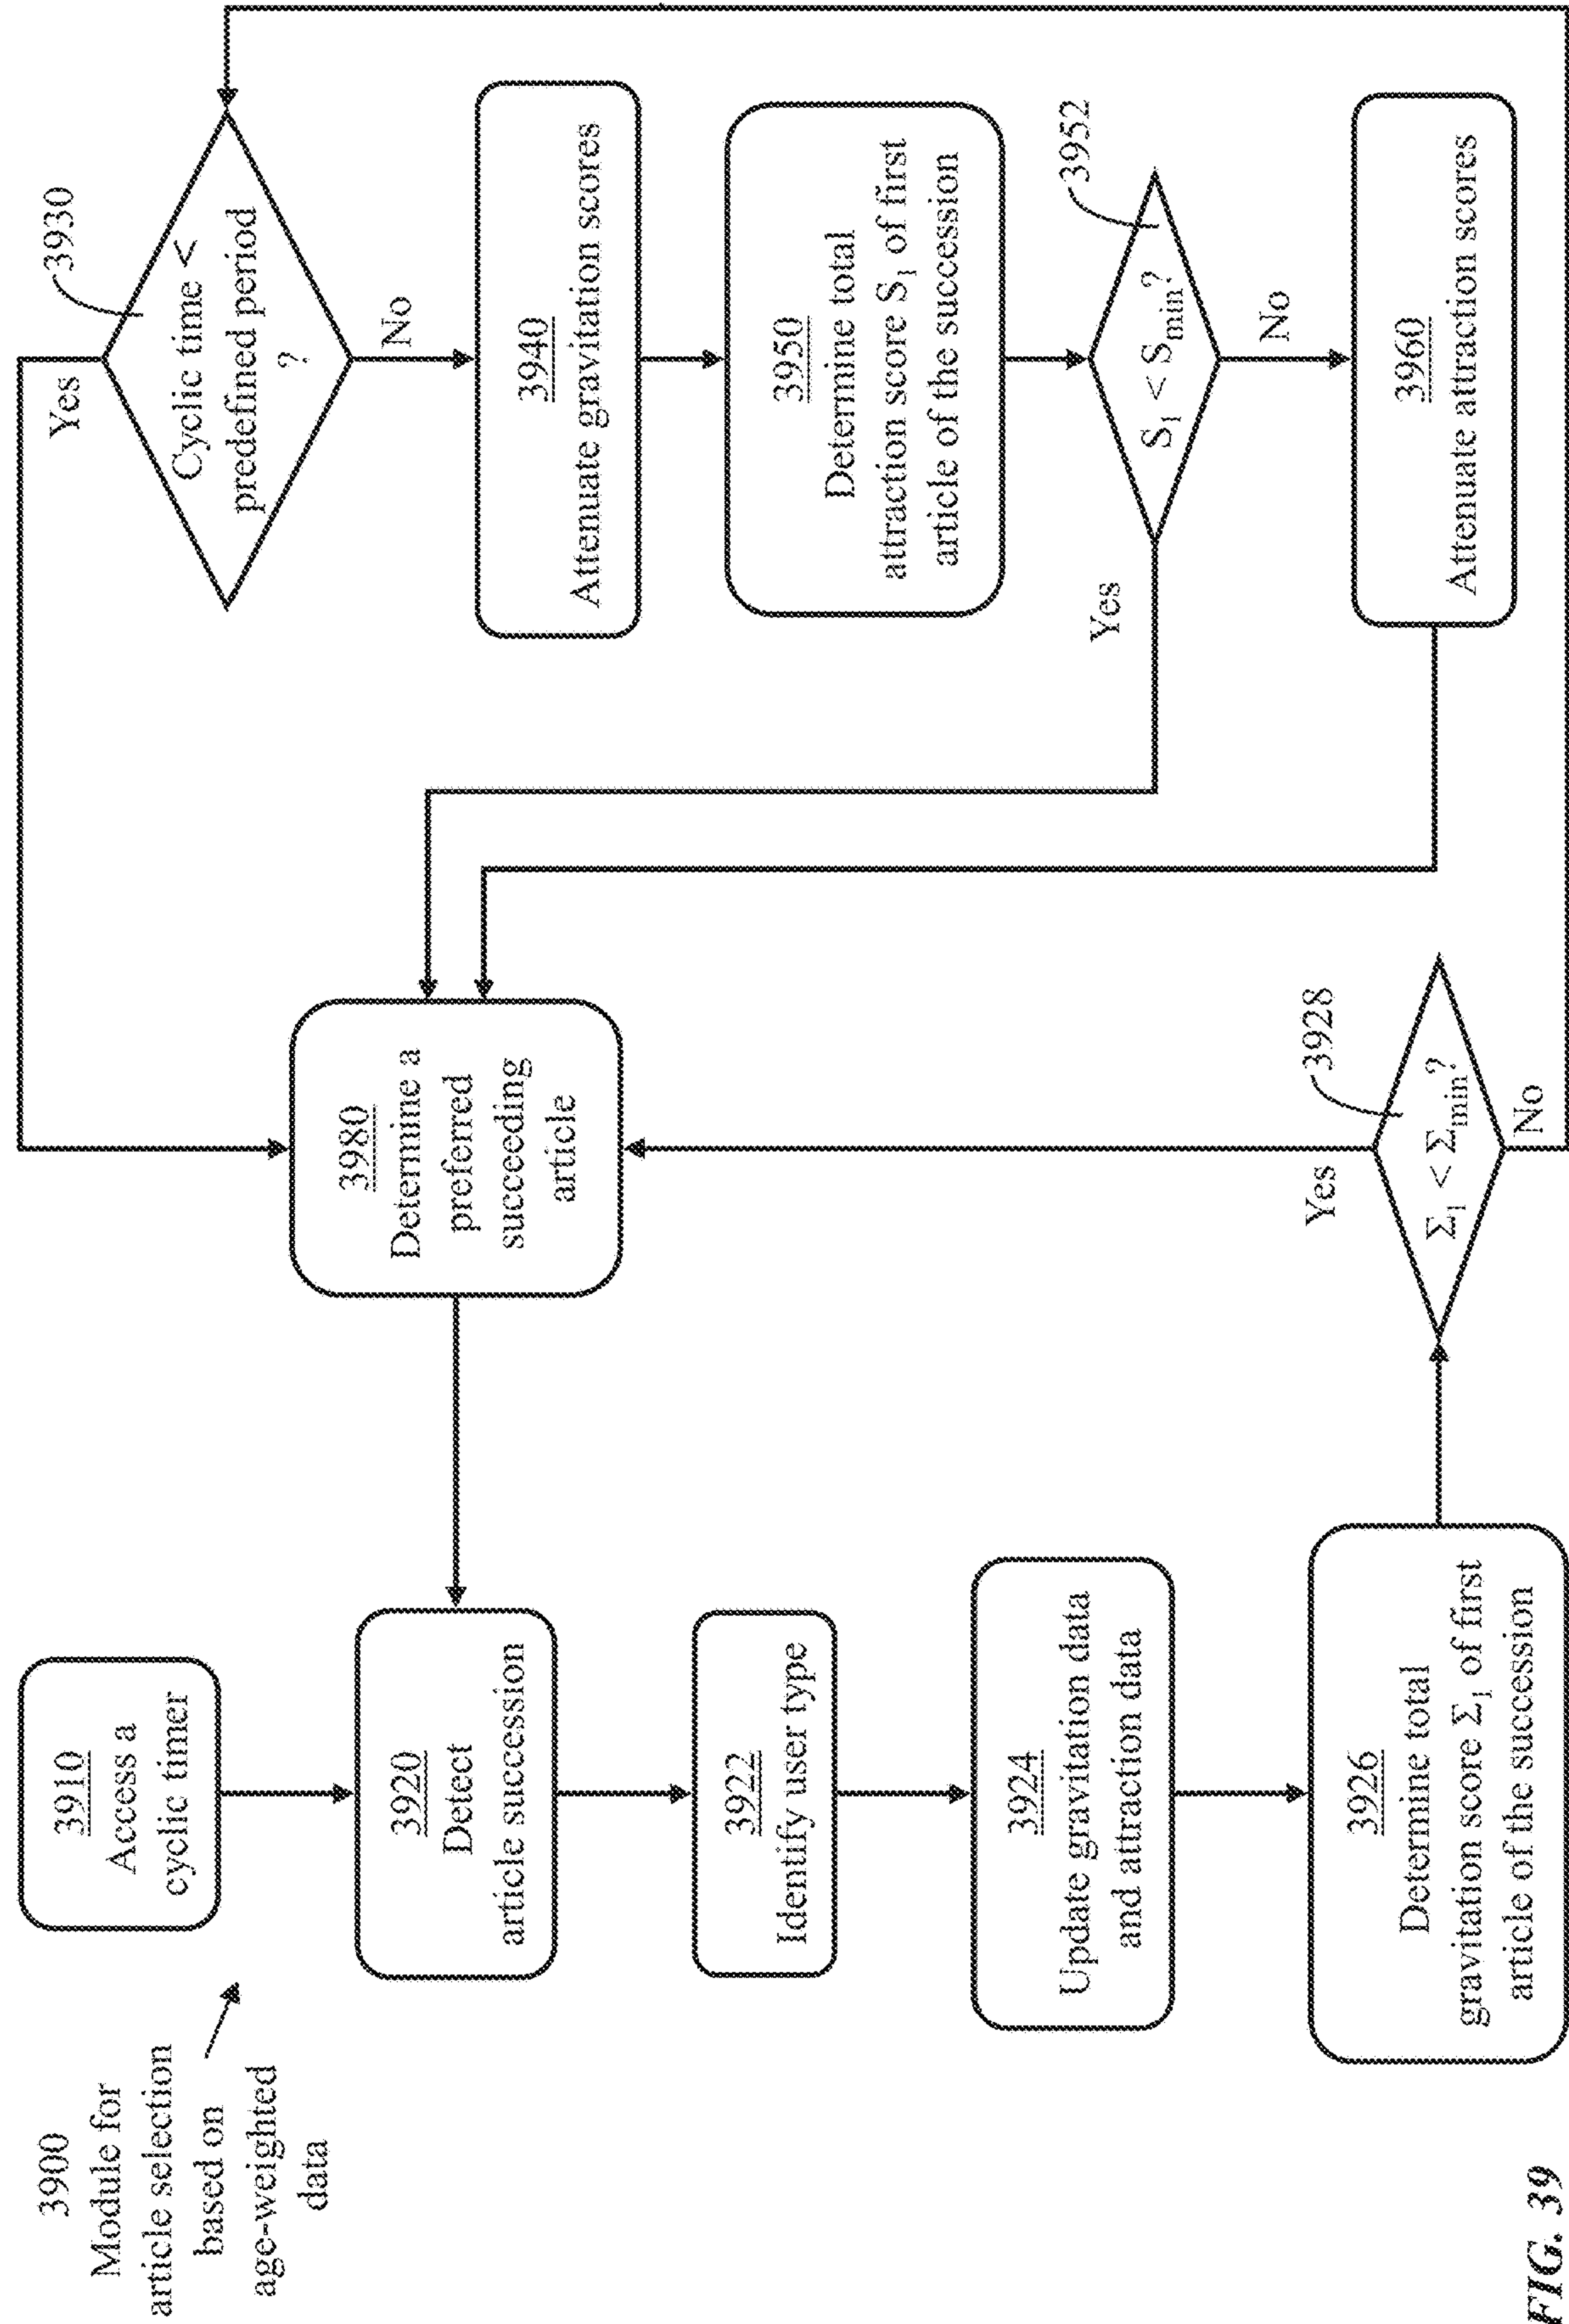 3900
Module for
article selection
based on
age-weighted
data
3910
Access a
cyclic timer
3920
Detect
article succession
3922
Identify user type
3924
Update gravitation data
and attraction data
3926
Determine total
gravitation score Σ₁ of first
article of the succession
Σ₁ < Σmin?
3928
Yes
No
3980
Determine a
preferred
succeeding
article
Cyclic time <
predefined period
?
3930
Yes
No
3940
Attenuate gravitation scores
3950
Determine total
attraction score S₁ of first
article of the succession
S₁ < Smin?
3952
Yes
No
3960
Attenuate attraction scores
FIG. 39